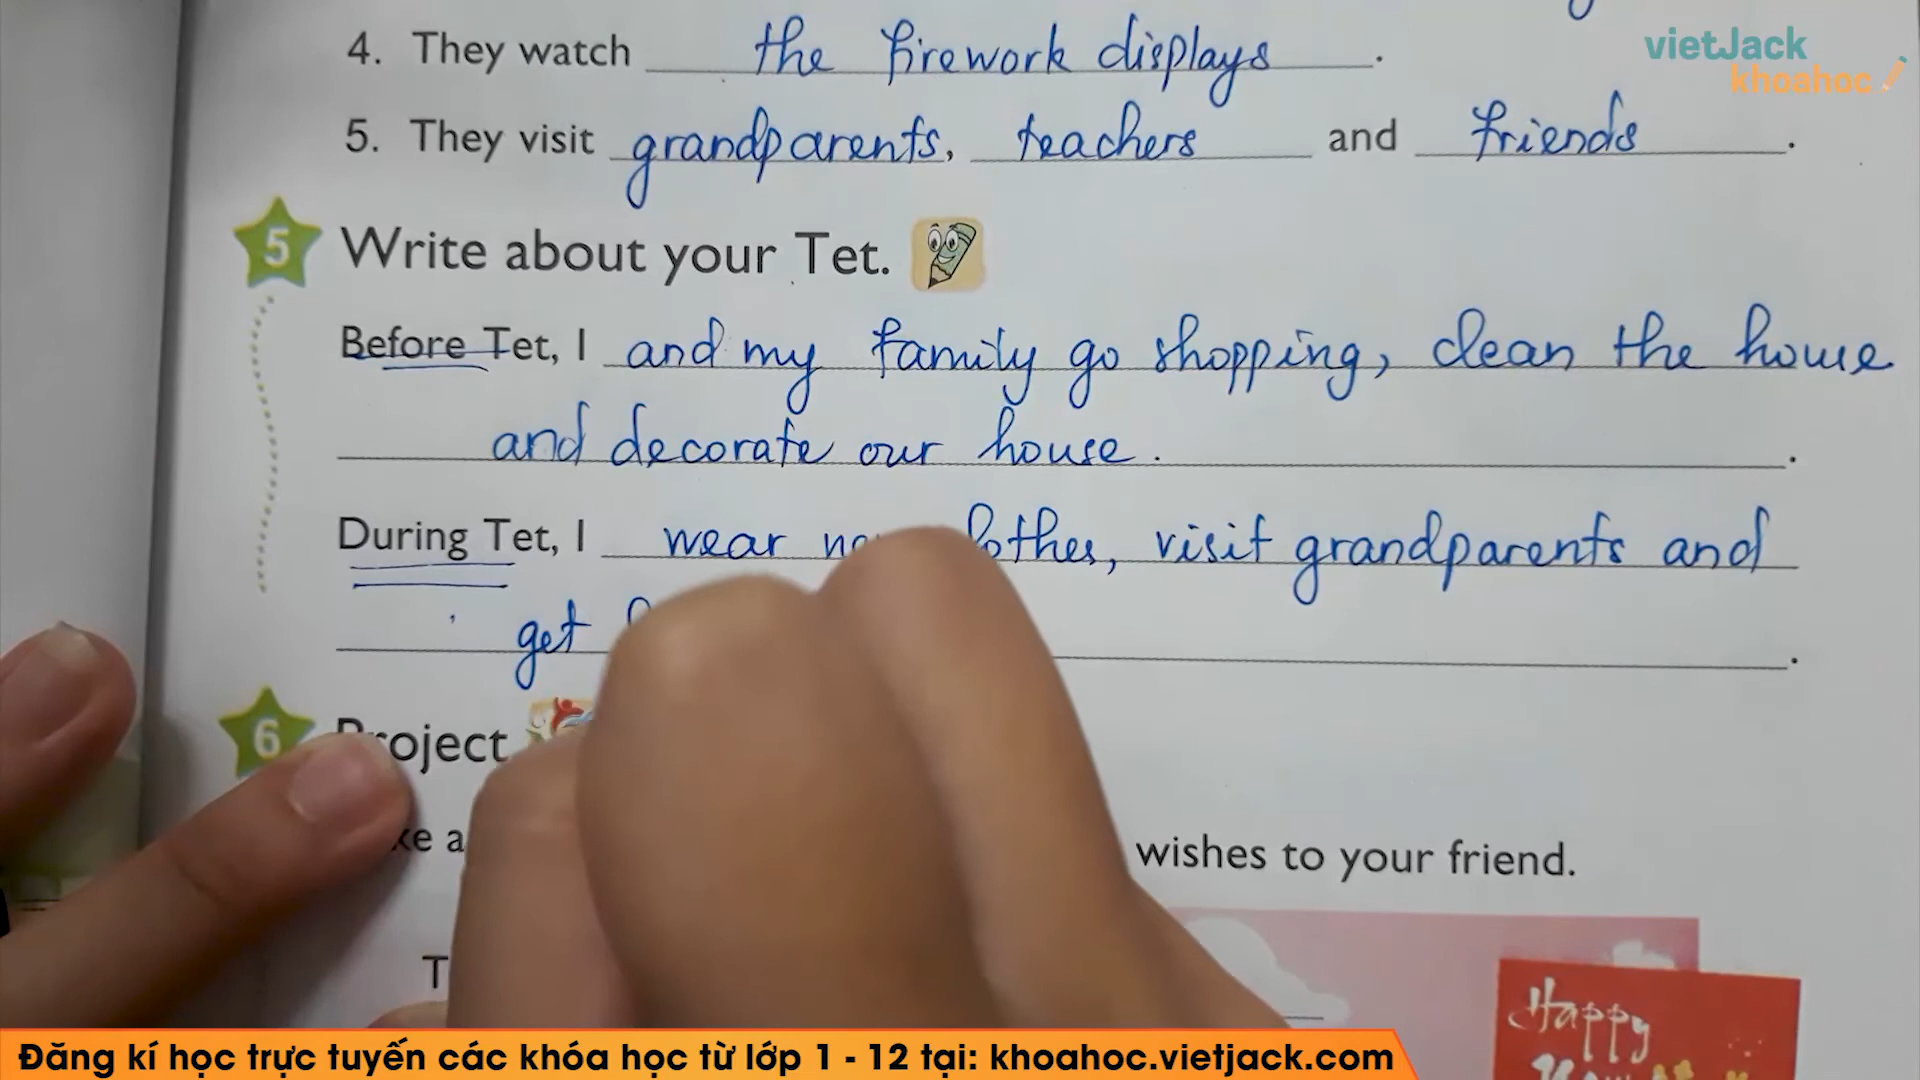 4. They watch the firework displays.
vietJack
khoahoc
5. They visit grandparents, teachers and friends.
5 Write about your Tet.
Before Tet, I and my family go shopping, clean the house
and decorate our house. .
During Tet, I wear clothes, visit grandparents and
get .
6 Project
wishes to your friend.
Happy
Đăng kí học trực tuyến các khóa học từ lớp 1 - 12 tại: khoahoc.vietjack.com